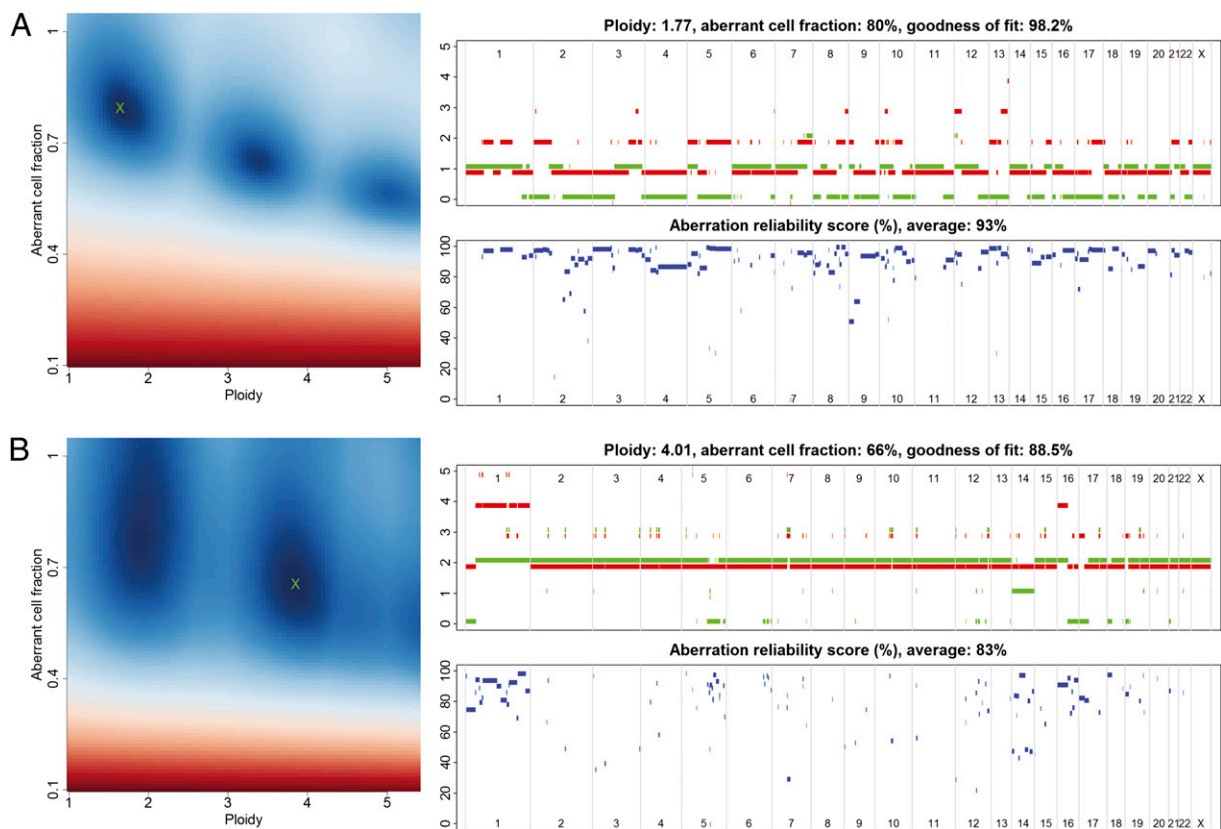 A
Aberrant cell fraction
1
0.7
0.4
0.1
X
1 2 3 4 5
Ploidy
Ploidy: 1.77, aberrant cell fraction: 80%, goodness of fit: 98.2%
5
4
3
2
1
0
1 2 3 4 5 6 7 8 9 10 11 12 13 14 15 16 17 18 19 20 21 22 X
Aberration reliability score (%), average: 93%
100
80
60
40
20
0
1 2 3 4 5 6 7 8 9 10 11 12 13 14 15 16 17 18 19 20 21 22 X
B
Aberrant cell fraction
1
0.7
0.4
0.1
X
1 2 3 4 5
Ploidy
Ploidy: 4.01, aberrant cell fraction: 66%, goodness of fit: 88.5%
5
4
3
2
1
0
1 2 3 4 5 6 7 8 9 10 11 12 13 14 15 16 17 18 19 20 21 22 X
Aberration reliability score (%), average: 83%
100
80
60
40
20
0
1 2 3 4 5 6 7 8 9 10 11 12 13 14 15 16 17 18 19 20 21 22 X